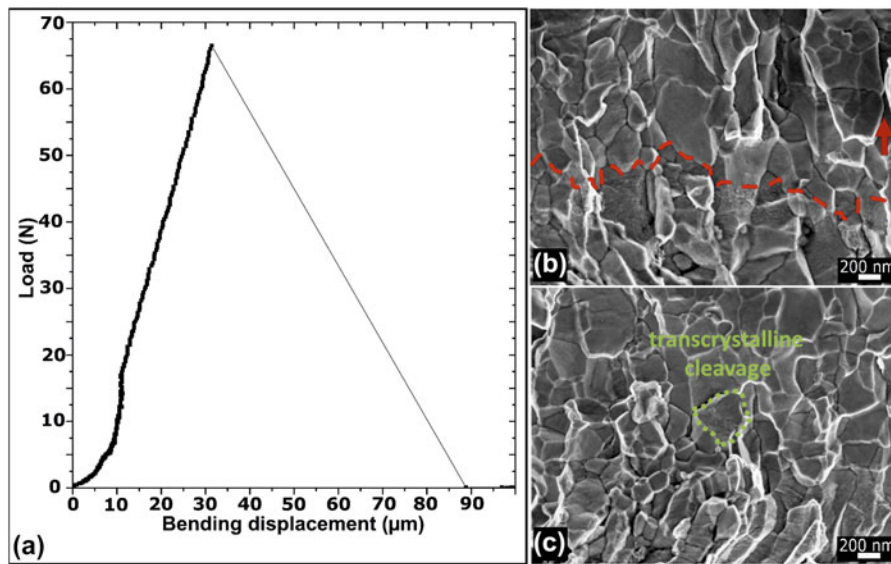 70
60
50
40
30
20
10
0
Load (N)
0 10 20 30 40 50 60 70 80 90
Bending displacement (µm)
(a)
(b)
200 nm
transcrystalline
cleavage
(c)
200 nm